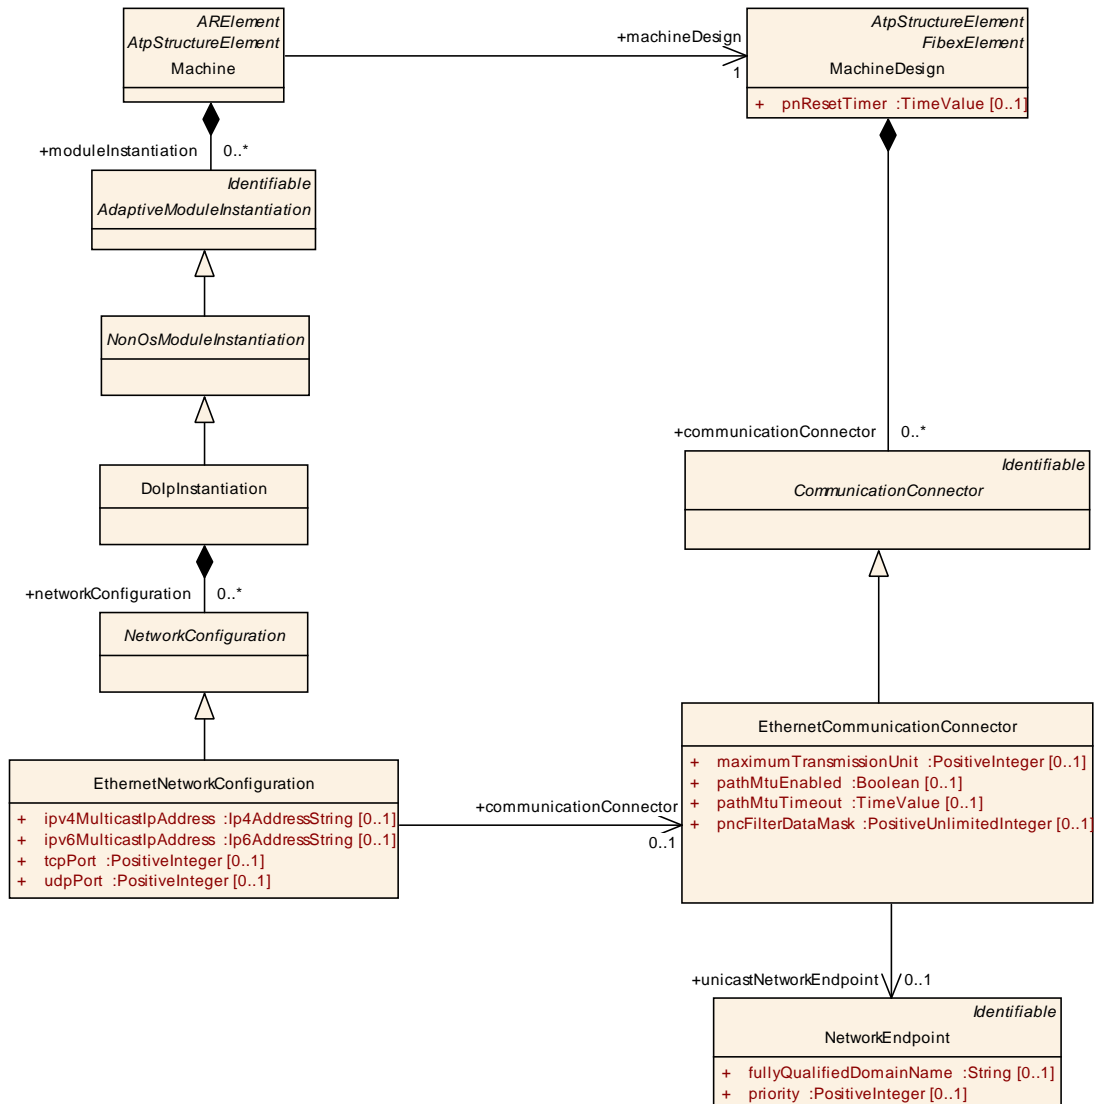 ARElement
AtpStructureElement
Machine
+machineDesign
1
AtpStructureElement
FibexElement
MachineDesign
+ pnResetTimer :TimeValue [0..1]
+moduleInstantiation 0..*
Identifiable
AdaptiveModuleInstantiation
NonOsModuleInstantiation
+communicationConnector 0..*
Identifiable
CommunicationConnector
DoIpInstantiation
+networkConfiguration 0..*
NetworkConfiguration
EthernetNetworkConfiguration
+ ipv4MulticastIpAddress :Ip4AddressString [0..1]
+ ipv6MulticastIpAddress :Ip6AddressString [0..1]
+ tcpPort :PositiveInteger [0..1]
+ udpPort :PositiveInteger [0..1]
+communicationConnector
0..1
EthernetCommunicationConnector
+ maximumTransmissionUnit :PositiveInteger [0..1]
+ pathMtuEnabled :Boolean [0..1]
+ pathMtuTimeout :TimeValue [0..1]
+ pncFilterDataMask :PositiveUnlimitedInteger [0..1]
+unicastNetworkEndpoint 0..1
Identifiable
NetworkEndpoint
+ fullyQualifiedDomainName :String [0..1]
+ priority :PositiveInteger [0..1]